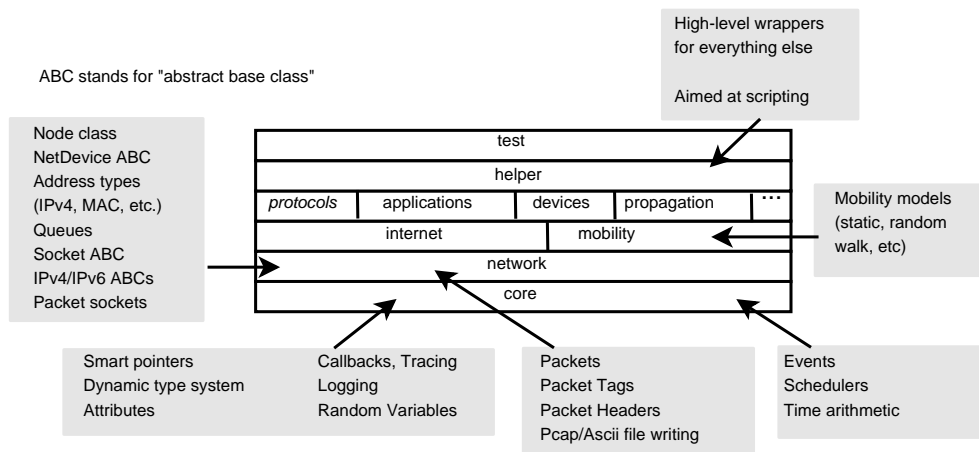 High-level wrappers
for everything else
Aimed at scripting
ABC stands for "abstract base class"
Node class
NetDevice ABC
Address types
(IPv4, MAC, etc.)
Queues
Socket ABC
IPv4/IPv6 ABCs
Packet sockets
test
helper
protocols applications devices propagation ...
internet mobility
network
core
Mobility models
(static, random
walk, etc)
Smart pointers
Dynamic type system
Attributes
Callbacks, Tracing
Logging
Random Variables
Packets
Packet Tags
Packet Headers
Pcap/Ascii file writing
Events
Schedulers
Time arithmetic